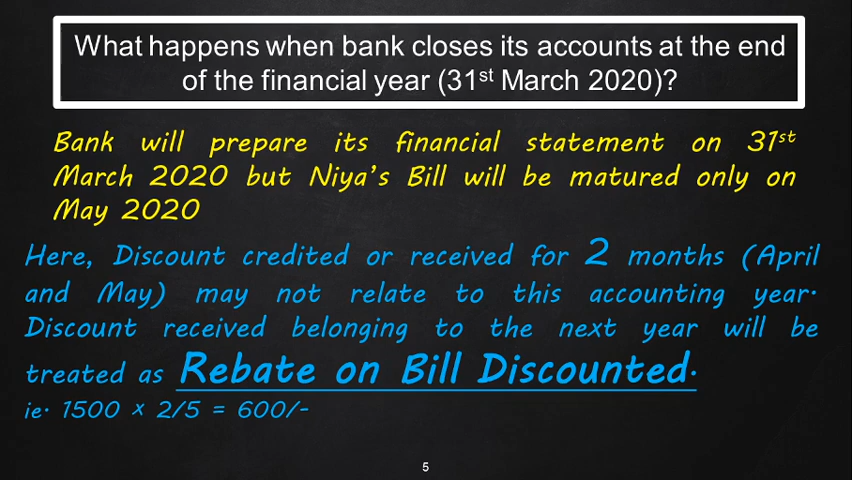 What happens when bank closes its accounts at the end
of the financial year (31st March 2020)?
Bank will prepare its financial statement on 31st
March 2020 but Niya's Bill will be matured only on
May 2020
Here, Discount credited or received for 2 months (April
and May) may not relate to this accounting year.
Discount received belonging to the next year will be
treated as Rebate on Bill Discounted.
ie. 1500 × 2/5 = 600/-
5